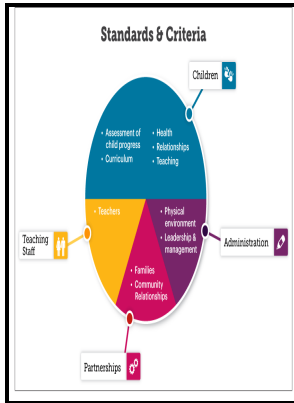 Standards & Criteria
Children
• Assessment of
child progress
• Curriculum
• Health
• Relationships
• Teaching
• Teachers
• Physical
environment
• Leadership &
management
Teaching
Staff
Administration
• Families
• Community
Relationships
Partnerships